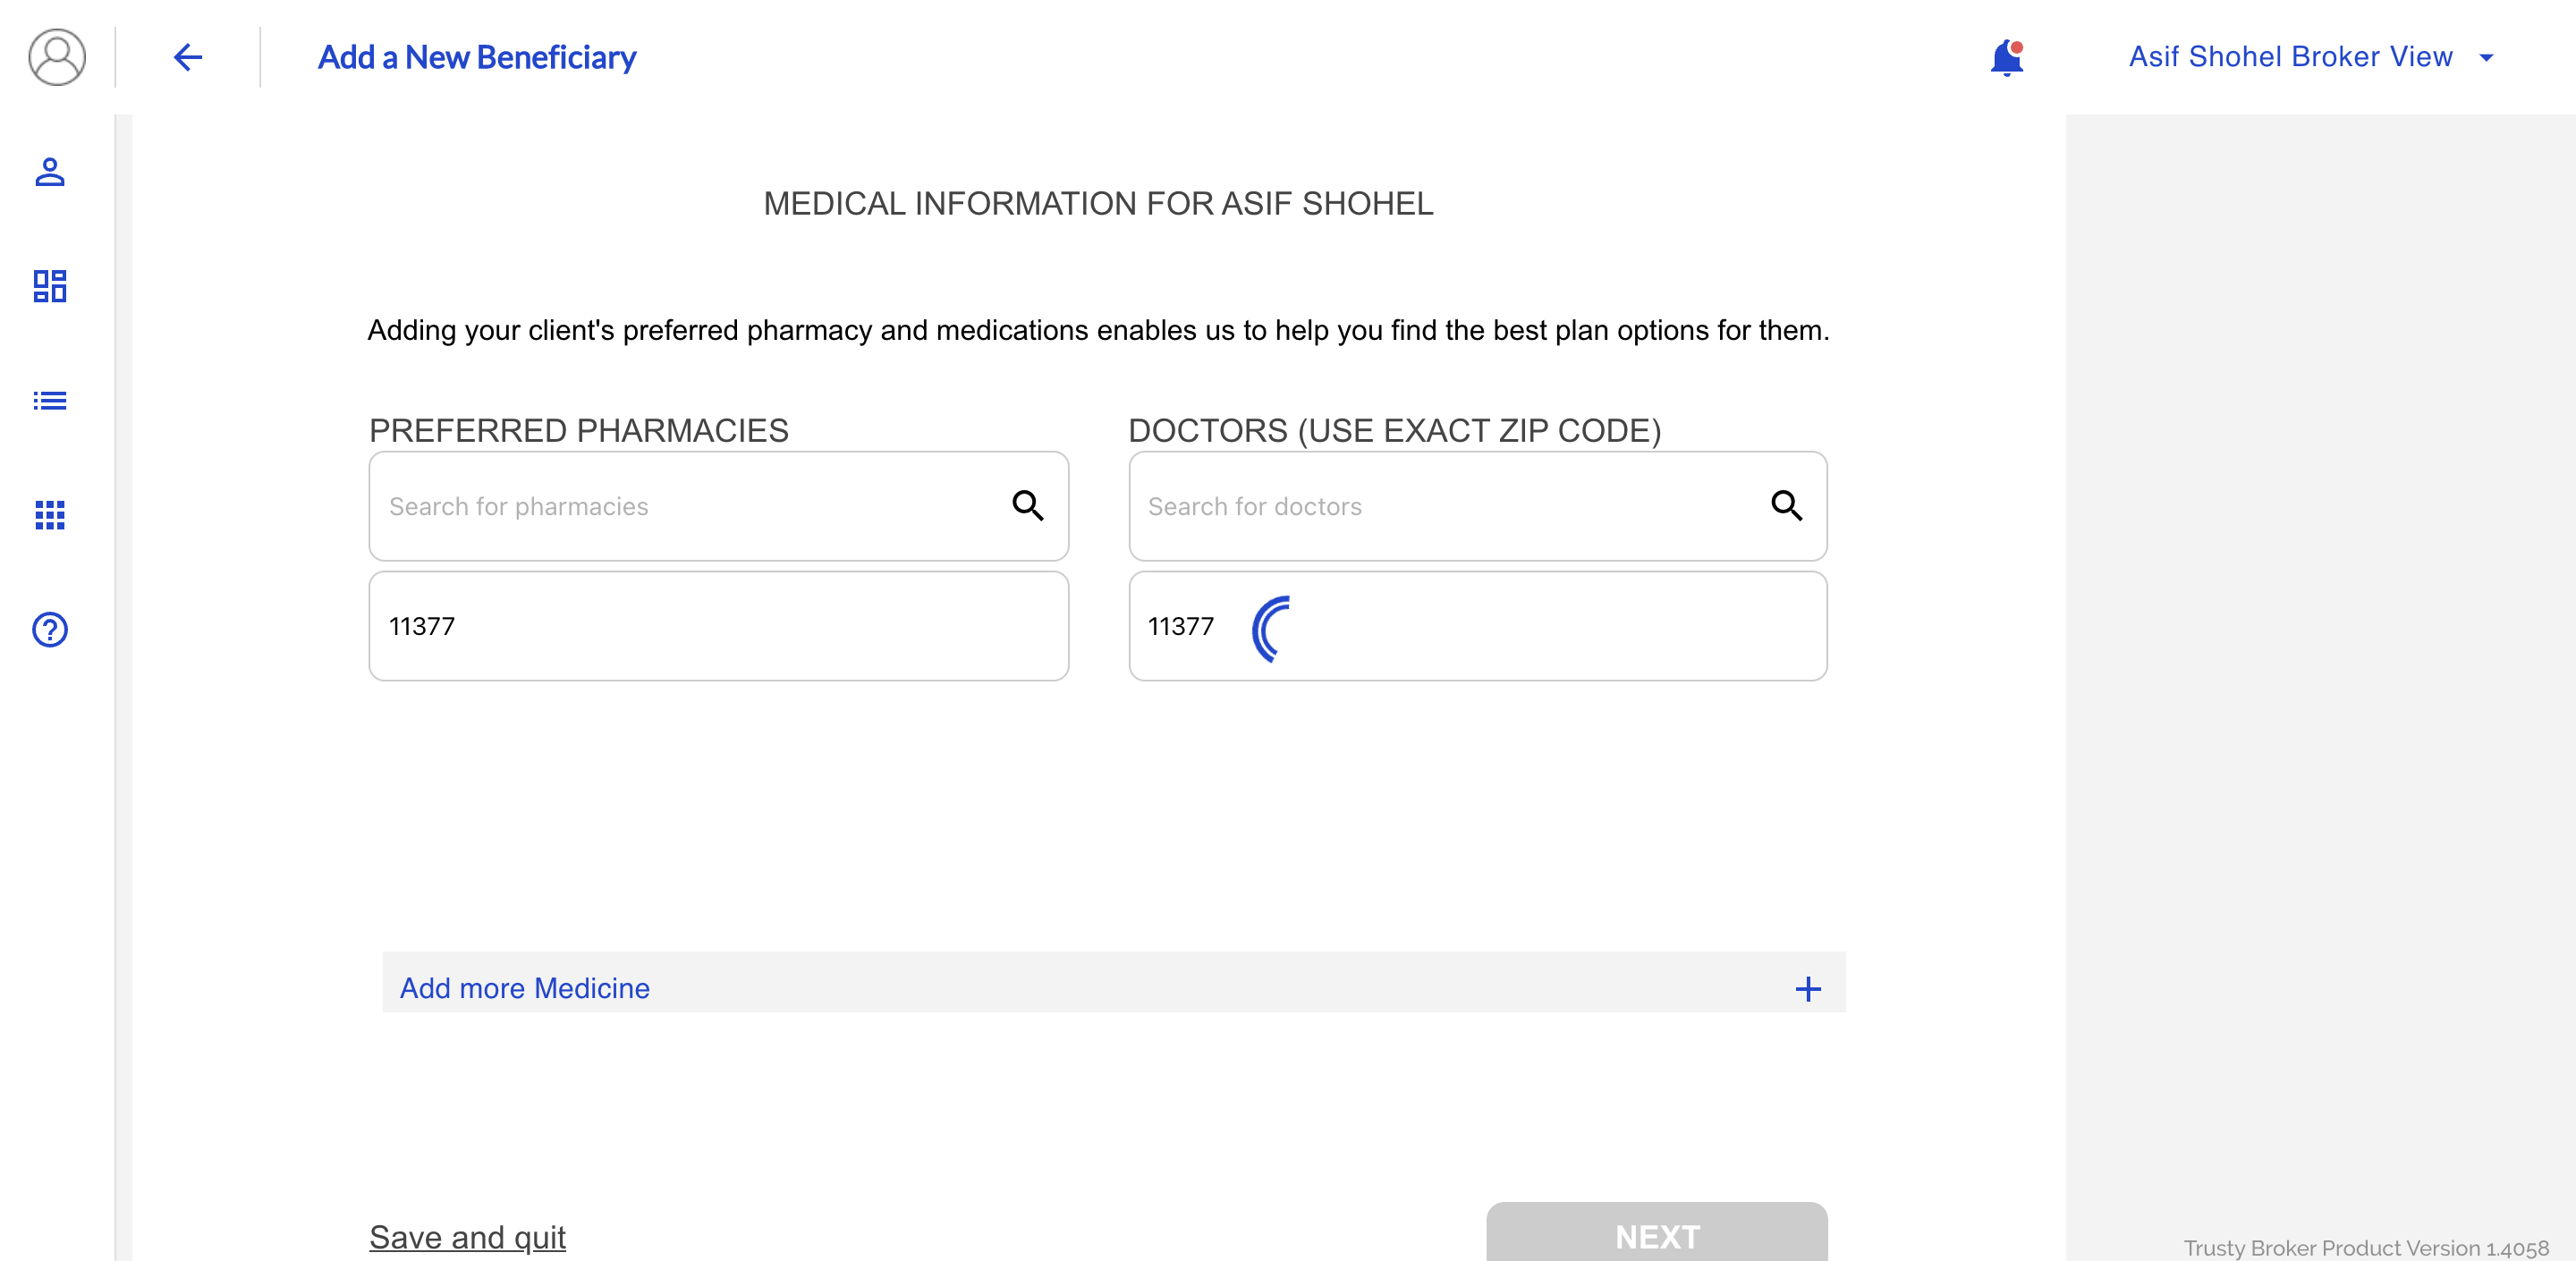 Add a New Beneficiary
Asif Shohel Broker View
MEDICAL INFORMATION FOR ASIF SHOHEL
Adding your client's preferred pharmacy and medications enables us to help you find the best plan options for them.
PREFERRED PHARMACIES
DOCTORS (USE EXACT ZIP CODE)
Search for pharmacies
Search for doctors
11377
11377
Add more Medicine
Save and quit
NEXT
Trusty Broker Product Version 1.4058